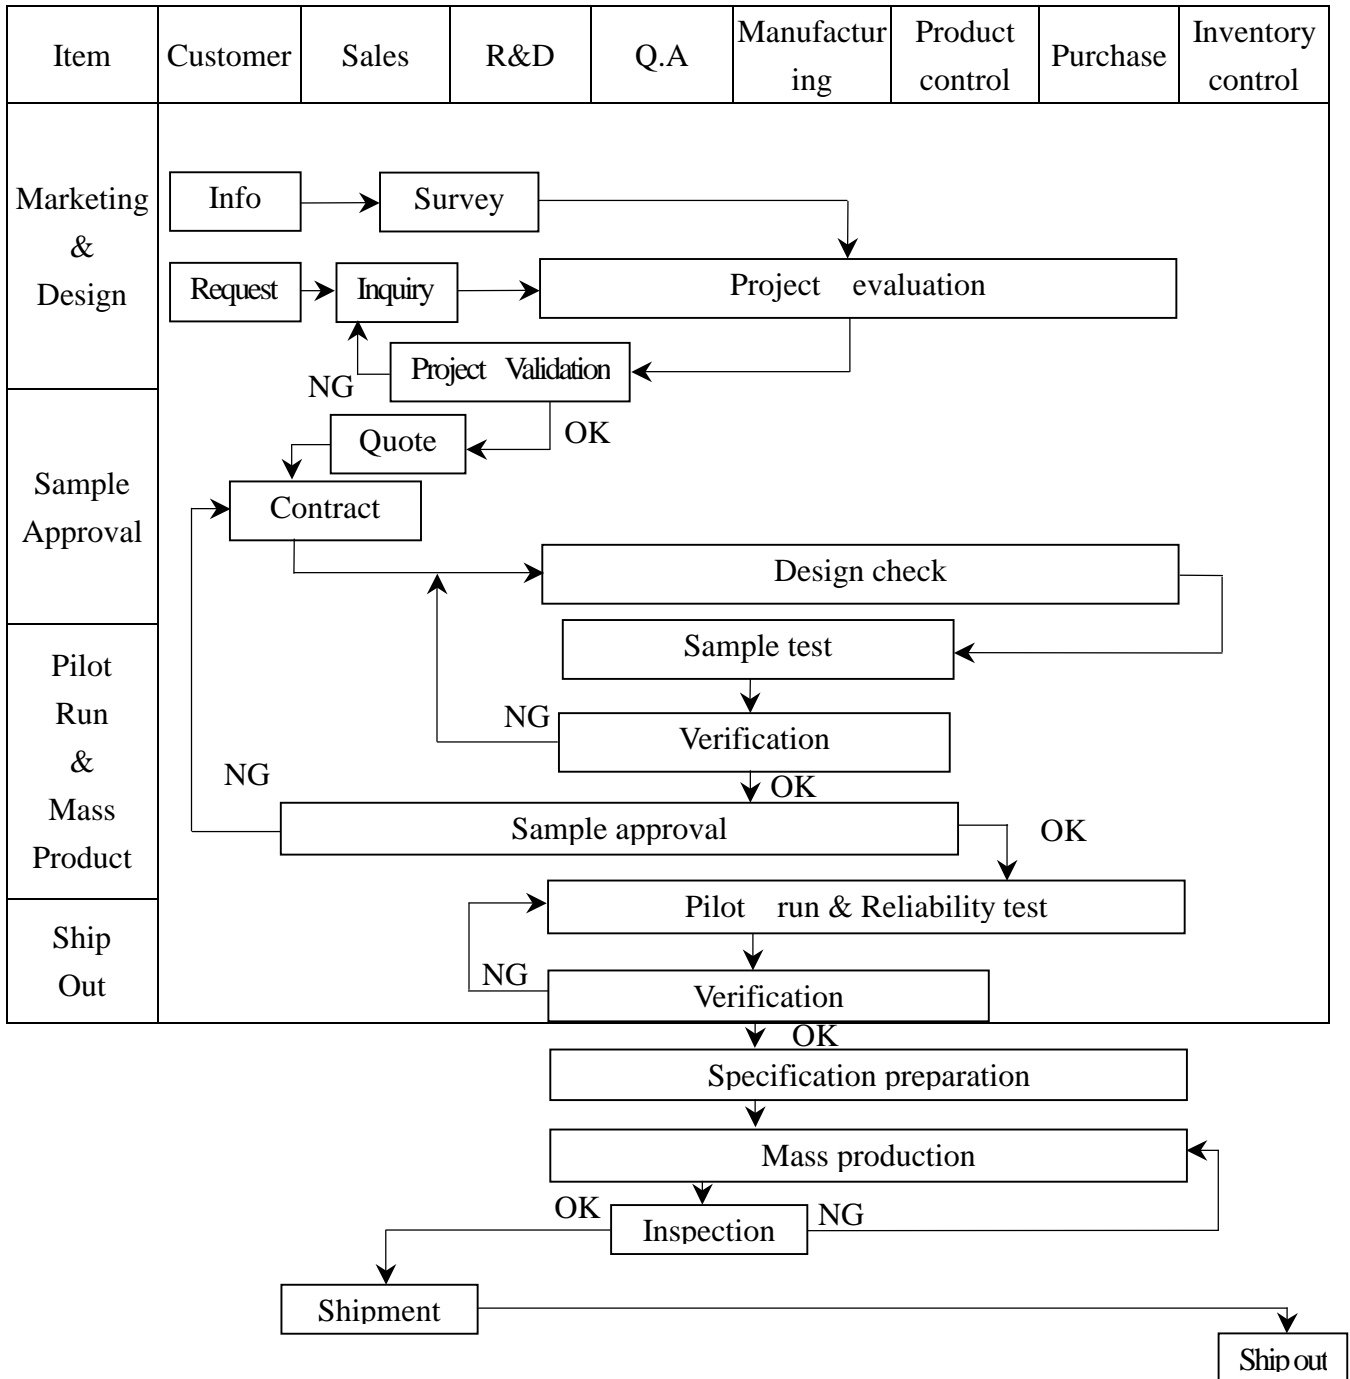 Item
Customer
Sales
R&D
Q.A
Manufactur
ing
Product
control
Purchase
Inventory
control
Marketing
&
Design
Info
Survey
Request
Inquiry
Project evaluation
Project Validation
NG
OK
Sample
Approval
Quote
Contract
Design check
Pilot
Run
&
Mass
Product
Sample test
NG
Verification
NG
OK
Sample approval
OK
Ship
Out
Pilot run & Reliability test
NG
Verification
OK
Specification preparation
Mass production
OK
Inspection
NG
Shipment
Ship out